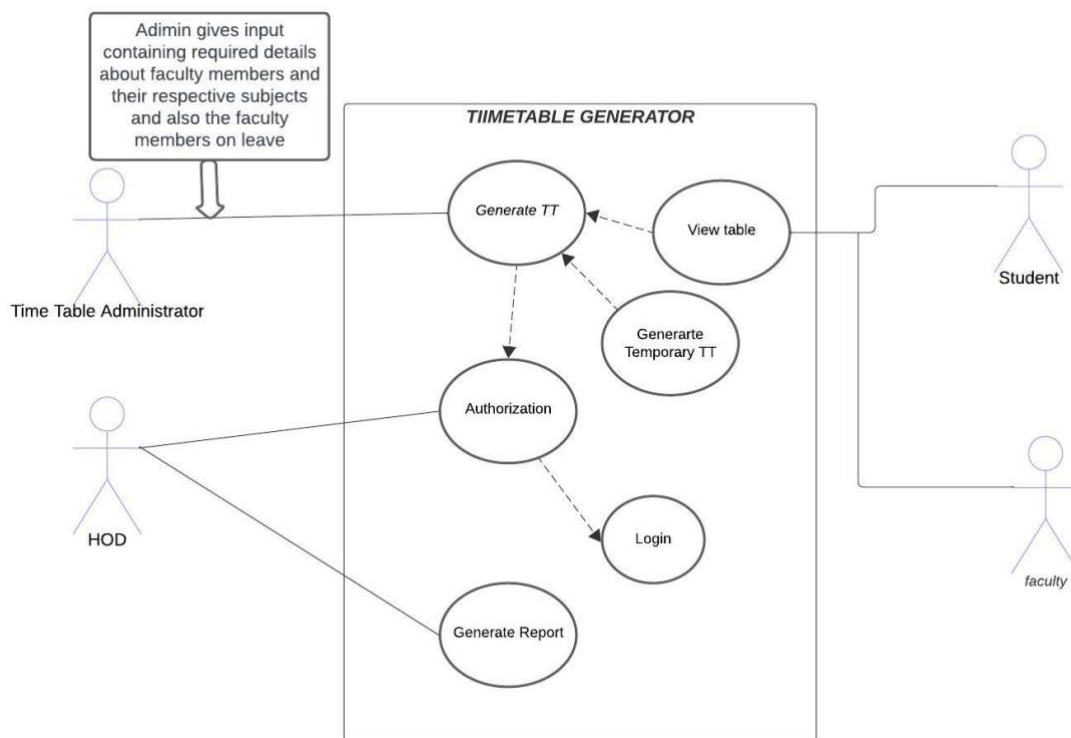 Adimin gives input
containing required details
about faculty members and
their respective subjects
and also the faculty
members on leave
TIIMETABLE GENERATOR
Generate TT
View table
Student
Time Table Administrator
Generarte
Temporary TT
Authorization
HOD
Login
faculty
Generate Report